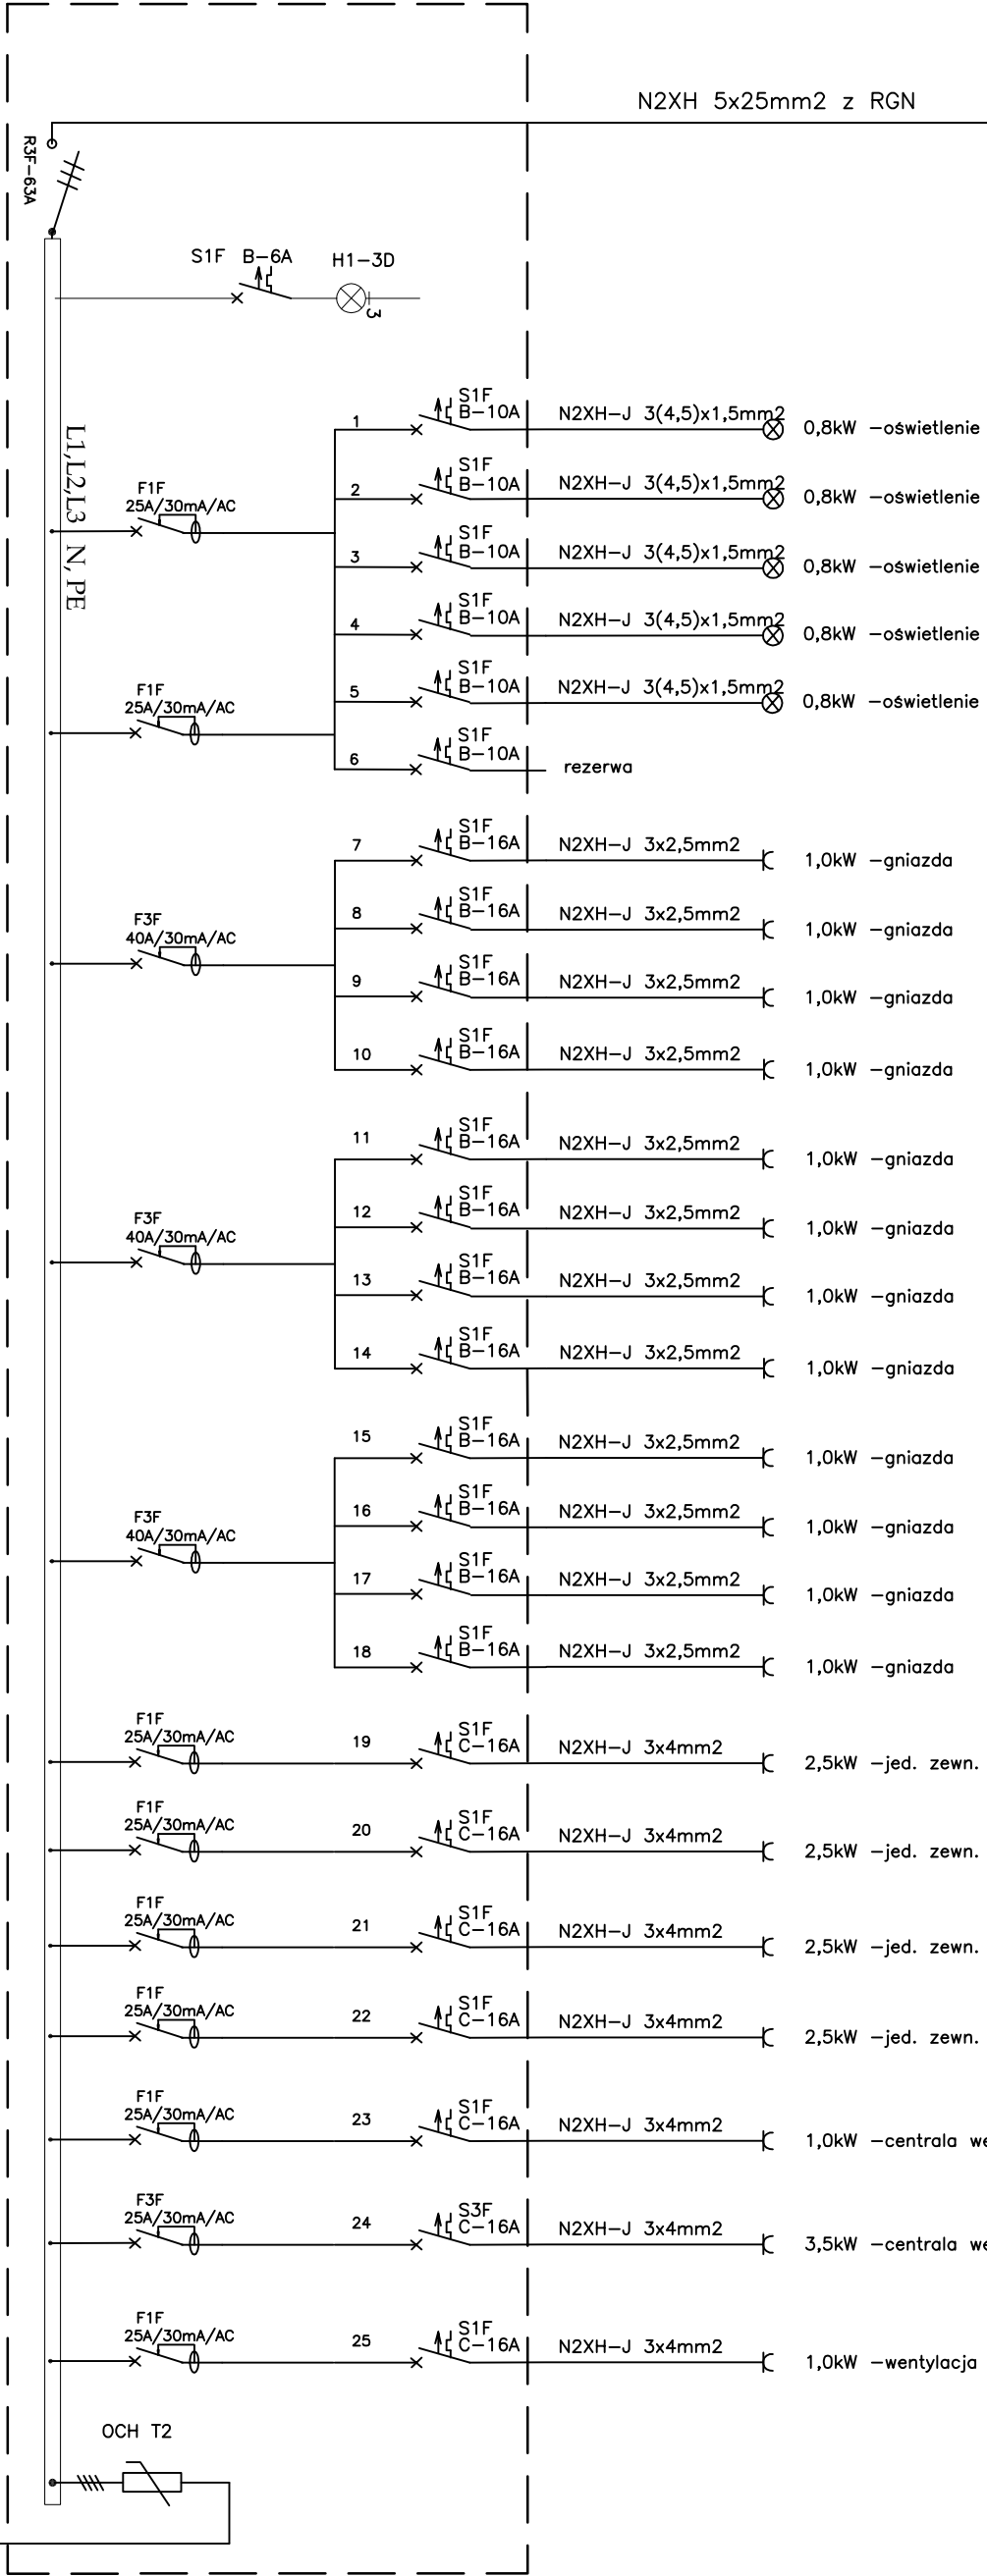 N2XH 5x25mm2 z RGN
R3F-63A
S1F B-6A H1-3D
3
L1,L2,L3 N, PE
F1F
25A/30mA/AC
1
S1F
B-10A
N2XH-J 3(4,5)x1,5mm2
0,8kW -oświetlenie
2
S1F
B-10A
N2XH-J 3(4,5)x1,5mm2
0,8kW -oświetlenie
3
S1F
B-10A
N2XH-J 3(4,5)x1,5mm2
0,8kW -oświetlenie
4
S1F
B-10A
N2XH-J 3(4,5)x1,5mm2
0,8kW -oświetlenie
F1F
25A/30mA/AC
5
S1F
B-10A
N2XH-J 3(4,5)x1,5mm2
0,8kW -oświetlenie
6
S1F
B-10A
rezerwa
F3F
40A/30mA/AC
7
S1F
B-16A
N2XH-J 3x2,5mm2
1,0kW -gniazda
8
S1F
B-16A
N2XH-J 3x2,5mm2
1,0kW -gniazda
9
S1F
B-16A
N2XH-J 3x2,5mm2
1,0kW -gniazda
10
S1F
B-16A
N2XH-J 3x2,5mm2
1,0kW -gniazda
F3F
40A/30mA/AC
11
S1F
B-16A
N2XH-J 3x2,5mm2
1,0kW -gniazda
12
S1F
B-16A
N2XH-J 3x2,5mm2
1,0kW -gniazda
13
S1F
B-16A
N2XH-J 3x2,5mm2
1,0kW -gniazda
14
S1F
B-16A
N2XH-J 3x2,5mm2
1,0kW -gniazda
F3F
40A/30mA/AC
15
S1F
B-16A
N2XH-J 3x2,5mm2
1,0kW -gniazda
16
S1F
B-16A
N2XH-J 3x2,5mm2
1,0kW -gniazda
17
S1F
B-16A
N2XH-J 3x2,5mm2
1,0kW -gniazda
18
S1F
B-16A
N2XH-J 3x2,5mm2
1,0kW -gniazda
F1F
25A/30mA/AC
19
S1F
C-16A
N2XH-J 3x4mm2
2,5kW -jed. zewn.
F1F
25A/30mA/AC
20
S1F
C-16A
N2XH-J 3x4mm2
2,5kW -jed. zewn.
F1F
25A/30mA/AC
21
S1F
C-16A
N2XH-J 3x4mm2
2,5kW -jed. zewn.
F1F
25A/30mA/AC
22
S1F
C-16A
N2XH-J 3x4mm2
2,5kW -jed. zewn.
F1F
25A/30mA/AC
23
S1F
C-16A
N2XH-J 3x4mm2
1,0kW -centrala we
F3F
25A/30mA/AC
24
S3F
C-16A
N2XH-J 3x4mm2
3,5kW -centrala we
F1F
25A/30mA/AC
25
S1F
C-16A
N2XH-J 3x4mm2
1,0kW -wentylacja
OCH T2